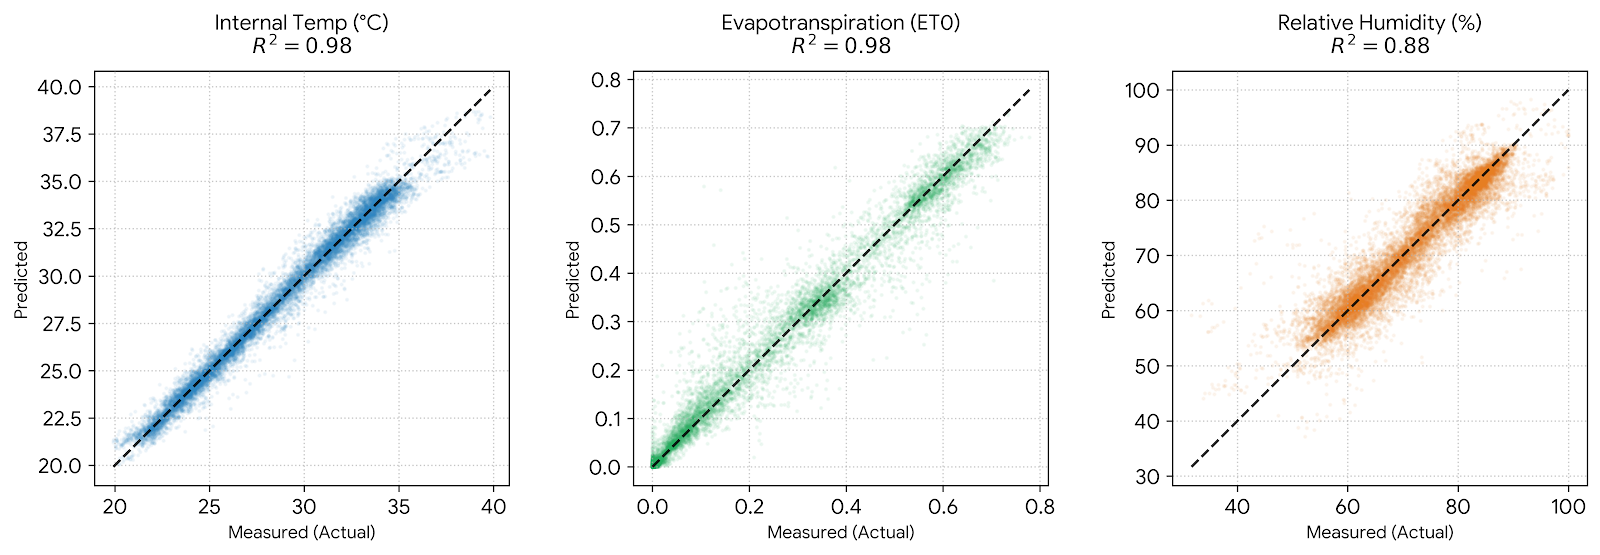 Internal Temp (°C)
R² = 0.98
40.0
37.5
35.0
32.5
30.0
27.5
25.0
22.5
20.0
Predicted
20 25 30 35 40
Measured (Actual)
Evapotranspiration (ET0)
R² = 0.98
0.8
0.7
0.6
0.5
0.4
0.3
0.2
0.1
0.0
Predicted
0.0 0.2 0.4 0.6 0.8
Measured (Actual)
Relative Humidity (%)
R² = 0.88
100
90
80
70
60
50
40
30
Predicted
40 60 80 100
Measured (Actual)